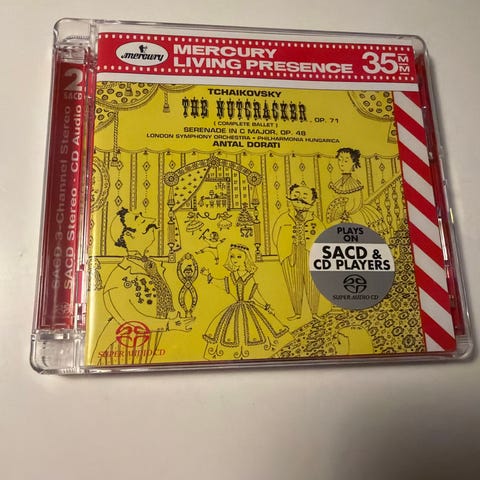 mercury
MERCURY
LIVING PRESENCE
35MM
TCHAIKOVSKY
THE NUTCRACKER, OP. 71
( COMPLETE BALLET )
SERENADE IN C MAJOR, OP. 48
LONDON SYMPHONY ORCHESTRA • PHILHARMONIA HUNGARICA
ANTAL DORATI
PLAYS
ON
SACD &
CD PLAYERS
SUPER AUDIO CD
SUPER AUDIO CD
2
SACD
SACD 3-Channel Stereo
SACD Stereo · CD Audio